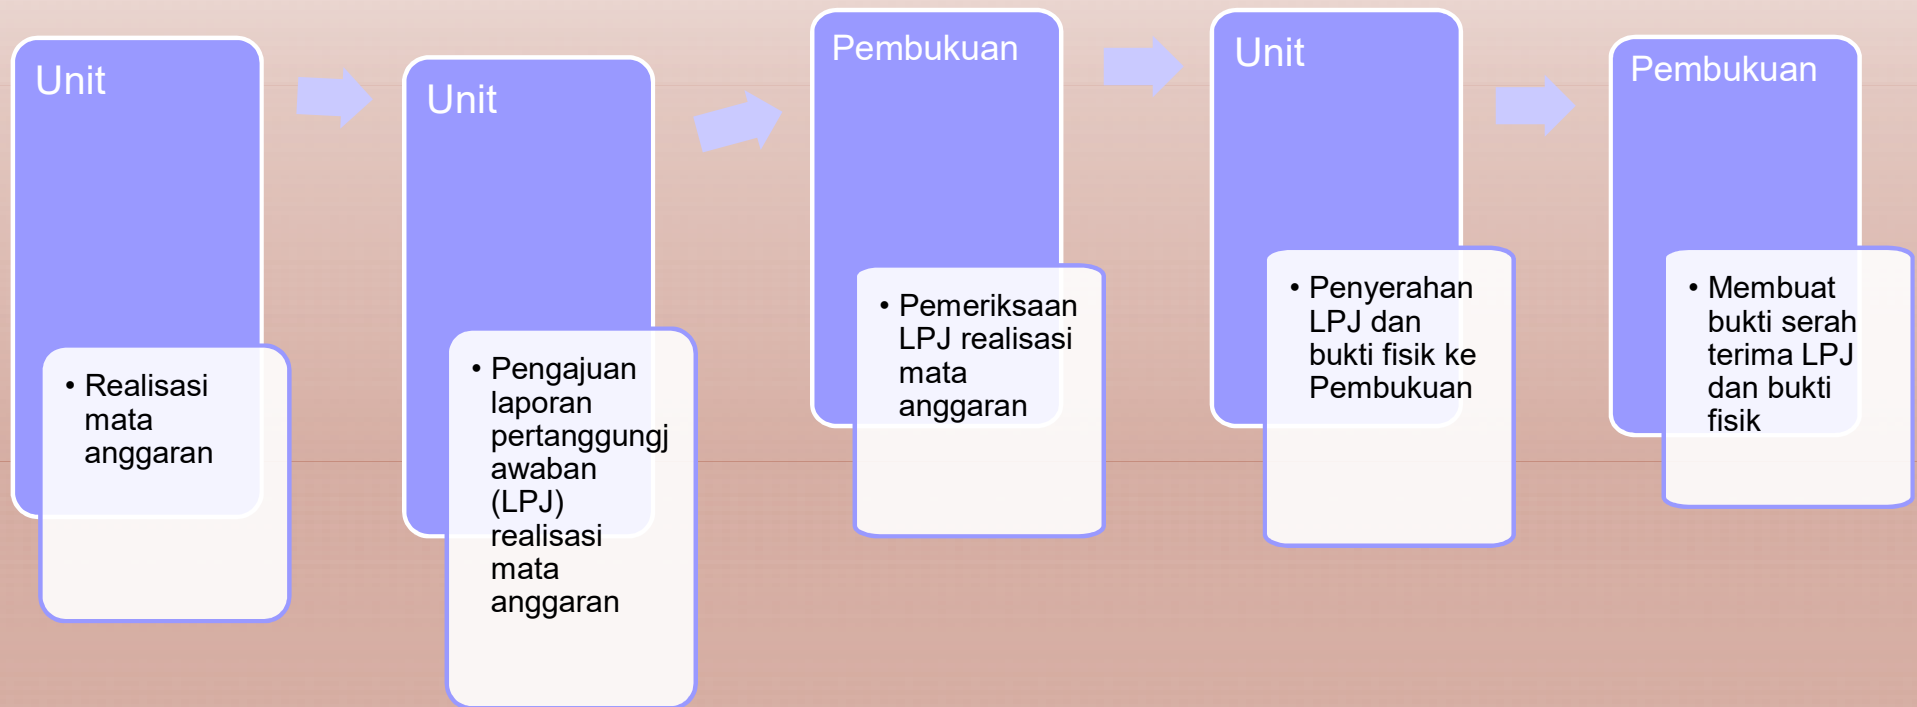 Unit
• Realisasi
mata
anggaran
Unit
• Pengajuan
laporan
pertanggungj
awaban
(LPJ)
realisasi
mata
anggaran
Pembukuan
• Pemeriksaan
LPJ realisasi
mata
anggaran
Unit
• Penyerahan
LPJ dan
bukti fisik ke
Pembukuan
Pembukuan
• Membuat
bukti serah
terima LPJ
dan bukti
fisik